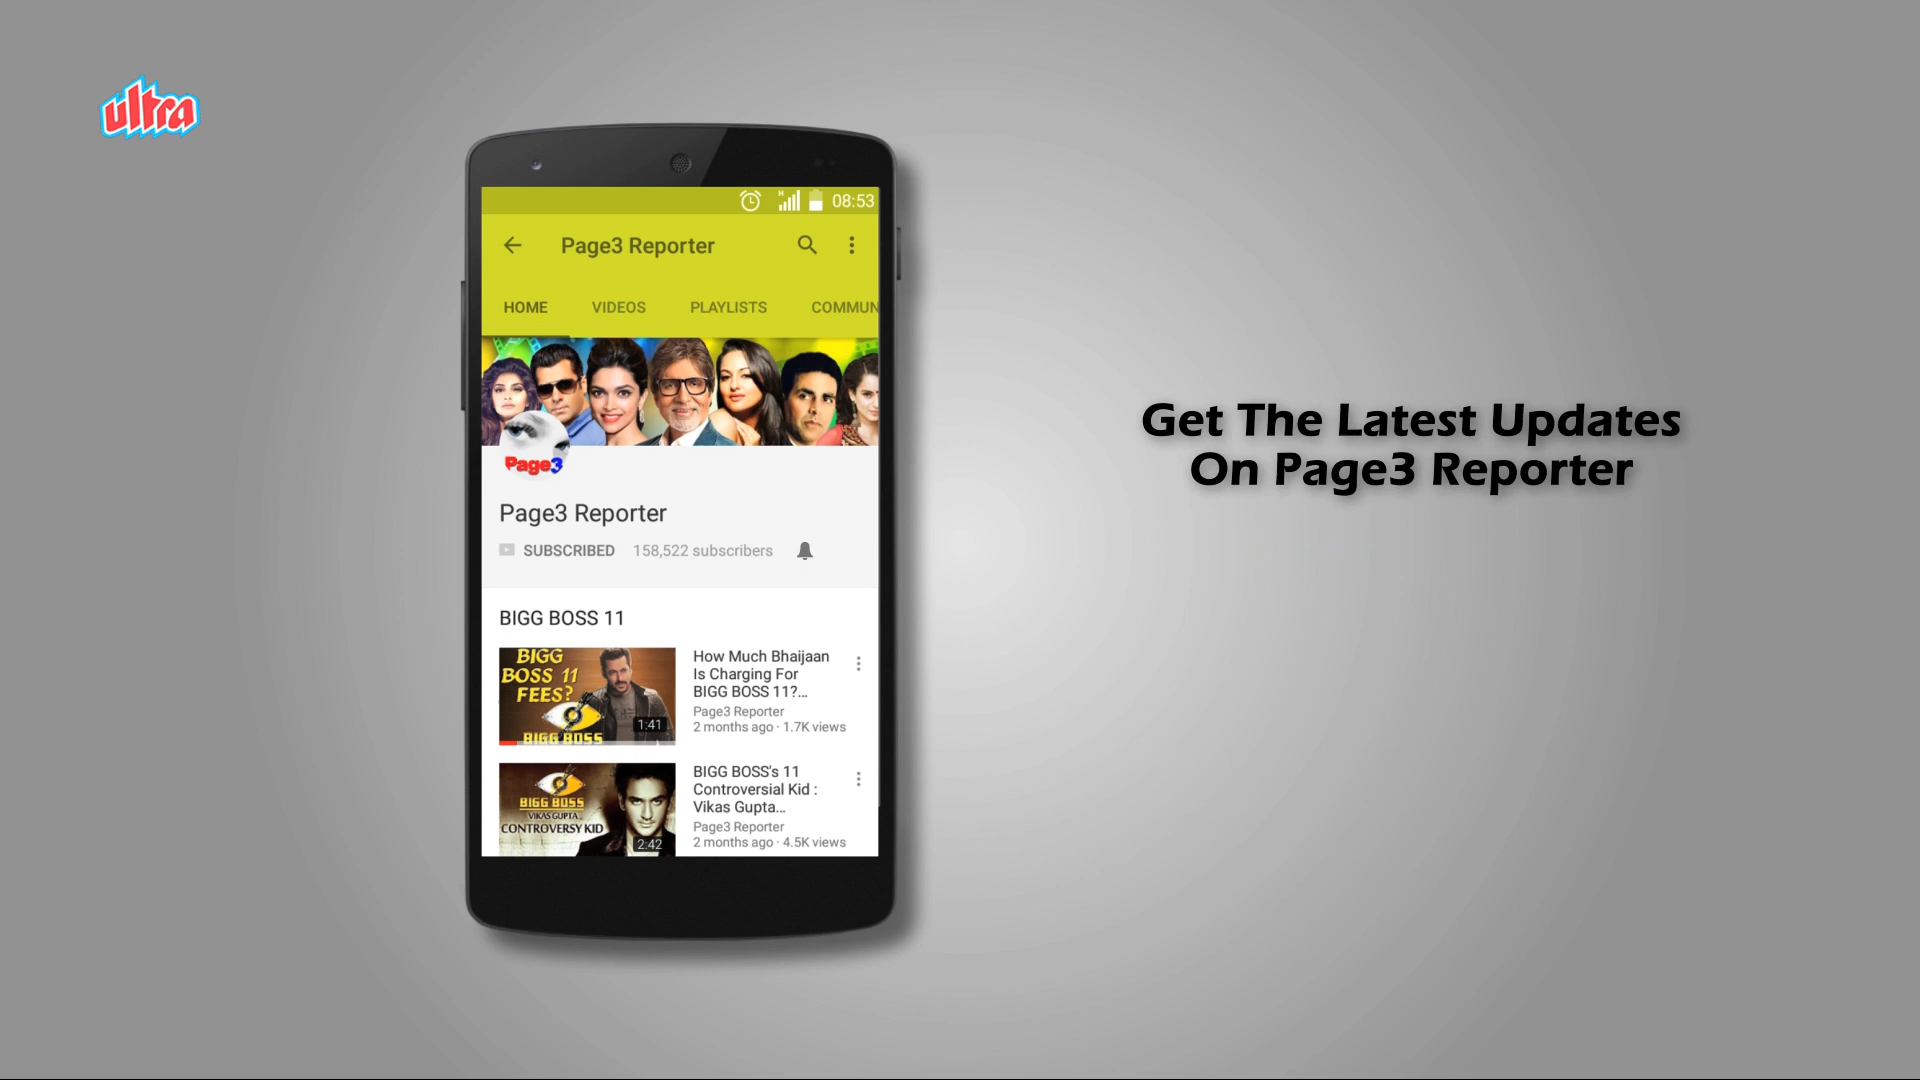 ultra
H
08:53
Page3 Reporter
HOME VIDEOS PLAYLISTS COMMUN
Page3
Page3 Reporter
SUBSCRIBED 158,522 subscribers
BIGG BOSS 11
BIGG
BOSS 11
FEES?
1:41
BIGG BOSS
How Much Bhaijaan
Is Charging For
BIGG BOSS 11?...
Page3 Reporter
2 months ago · 1.7K views
BIGG BOSS
VIKAS GUPTA
CONTROVERSY KID
2:42
BIGG BOSS's 11
Controversial Kid :
Vikas Gupta...
Page3 Reporter
2 months ago · 4.5K views
Get The Latest Updates
On Page3 Reporter